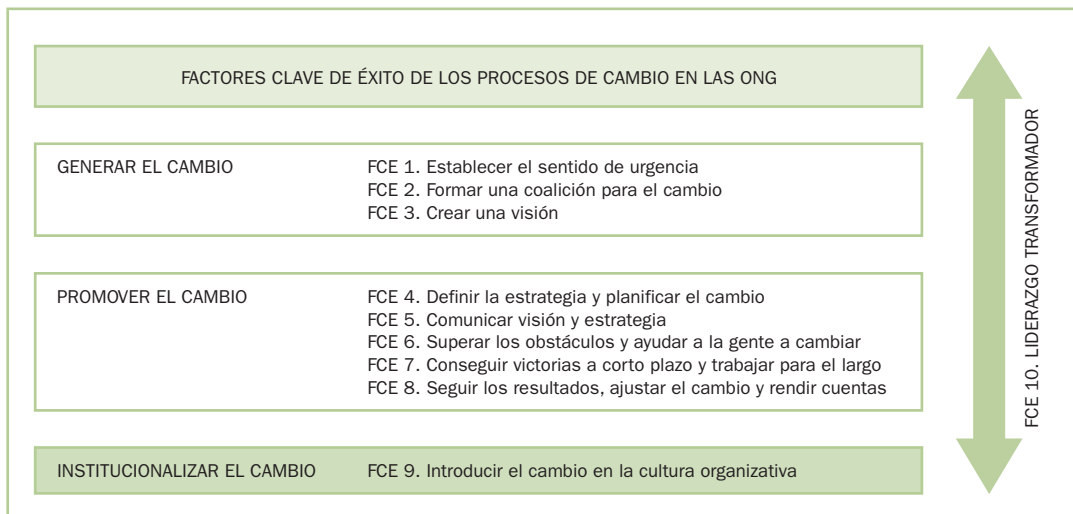 FACTORES CLAVE DE ÉXITO DE LOS PROCESOS DE CAMBIO EN LAS ONG
GENERAR EL CAMBIO
FCE 1. Establecer el sentido de urgencia
FCE 2. Formar una coalición para el cambio
FCE 3. Crear una visión
PROMOVER EL CAMBIO
FCE 4. Definir la estrategia y planificar el cambio
FCE 5. Comunicar visión y estrategia
FCE 6. Superar los obstáculos y ayudar a la gente a cambiar
FCE 7. Conseguir victorias a corto plazo y trabajar para el largo
FCE 8. Seguir los resultados, ajustar el cambio y rendir cuentas
INSTITUCIONALIZAR EL CAMBIO
FCE 9. Introducir el cambio en la cultura organizativa
FCE 10. LIDERAZGO TRANSFORMADOR